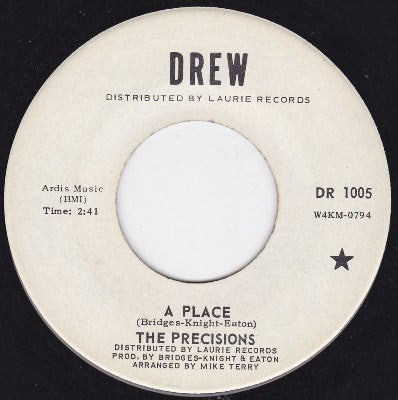 DREW
DISTRIBUTED BY LAURIE RECORDS
Ardis Music
(BMI)
Time: 2:41
DR 1005
W4KM-0794
A PLACE
(Bridges-Knight-Eaton)
THE PRECISIONS
DISTRIBUTED BY LAURIE RECORDS
PROD. BY BRIDGES-KNIGHT & EATON
ARRANGED BY MIKE TERRY